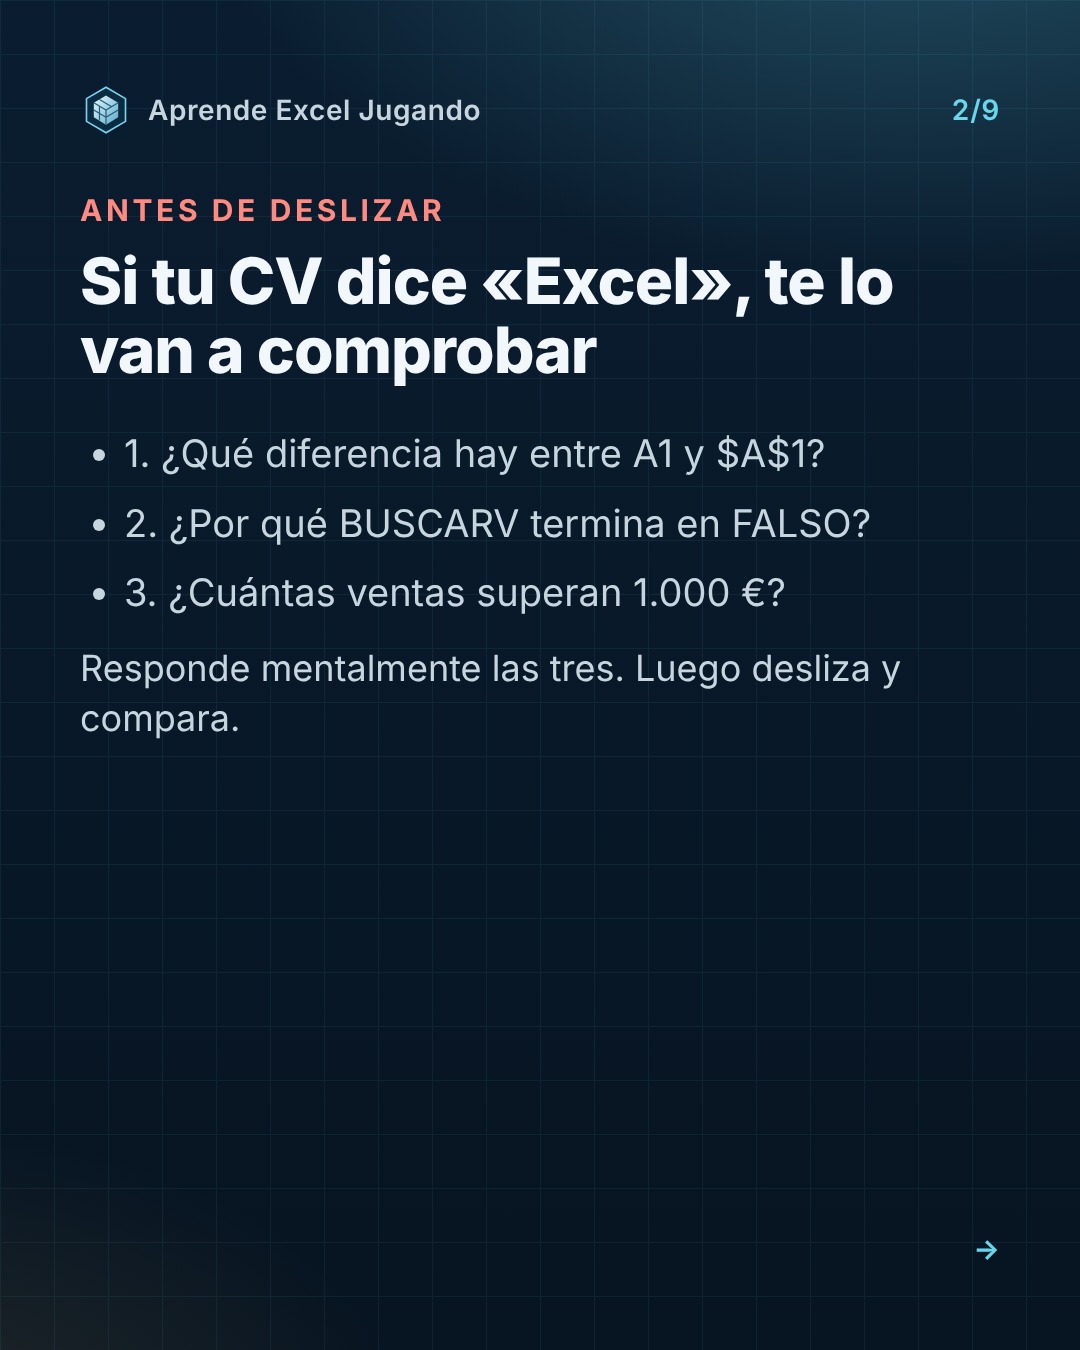 Aprende Excel Jugando
2/9
ANTES DE DESLIZAR
Si tu CV dice «Excel», te lo
van a comprobar
• 1. ¿Qué diferencia hay entre A1 y $A$1?
• 2. ¿Por qué BUSCARV termina en FALSO?
• 3. ¿Cuántas ventas superan 1.000 €?
Responde mentalmente las tres. Luego desliza y
compara.
→